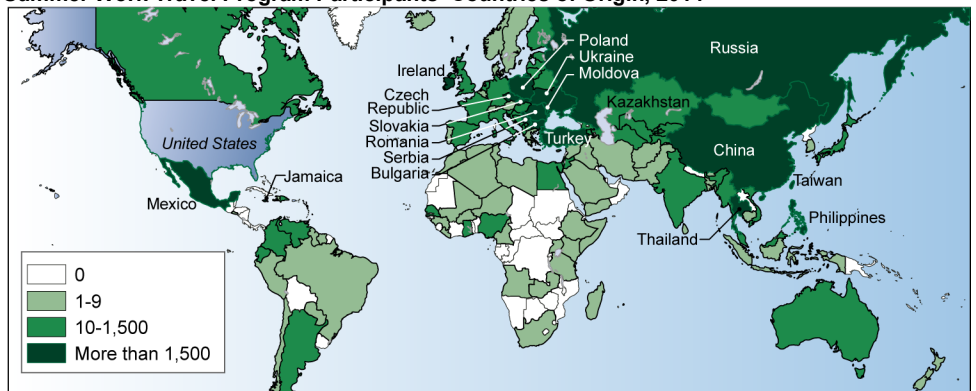 Poland
Russia
Ukraine
Ireland
Moldova
Czech
Republic
Kazakhstan
Slovakia
United States
Romania
Turkey
China
Serbia
Jamaica
Bulgaria
Taiwan
Mexico
Philippines
Thailand
0
1-9
10-1,500
More than 1,500